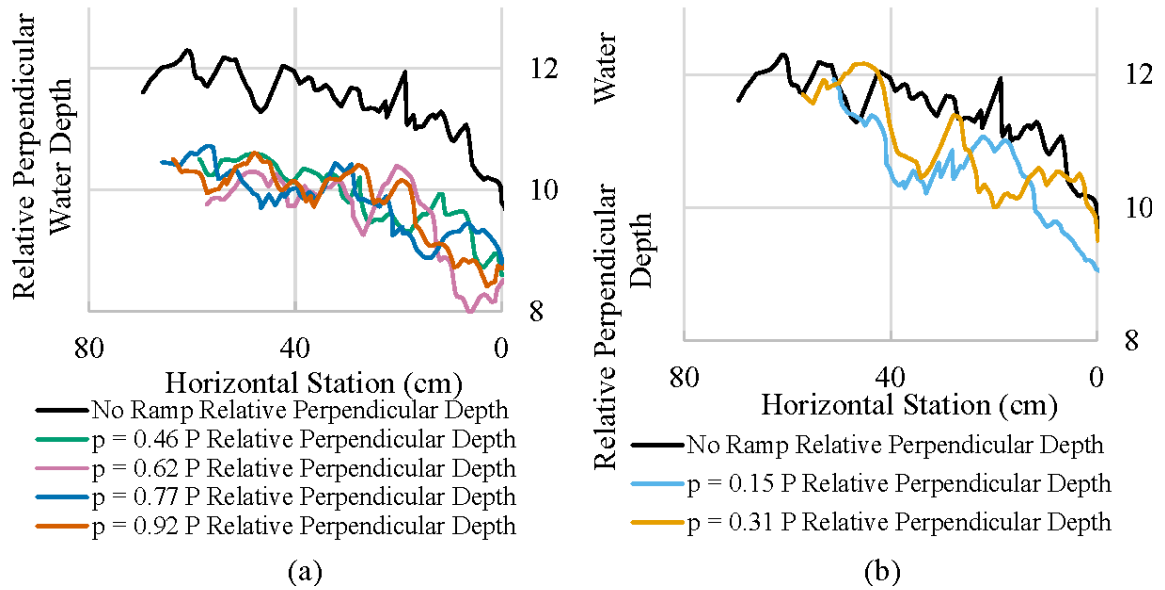 Relative Perpendicular
Water Depth
12
10
8
80
40
0
Horizontal Station (cm)
No Ramp Relative Perpendicular Depth
p = 0.46 P Relative Perpendicular Depth
p = 0.62 P Relative Perpendicular Depth
p = 0.77 P Relative Perpendicular Depth
p = 0.92 P Relative Perpendicular Depth
(a)
Relative Perpendicular Water
Depth
12
10
8
80
40
0
Horizontal Station (cm)
No Ramp Relative Perpendicular Depth
p = 0.15 P Relative Perpendicular Depth
p = 0.31 P Relative Perpendicular Depth
(b)